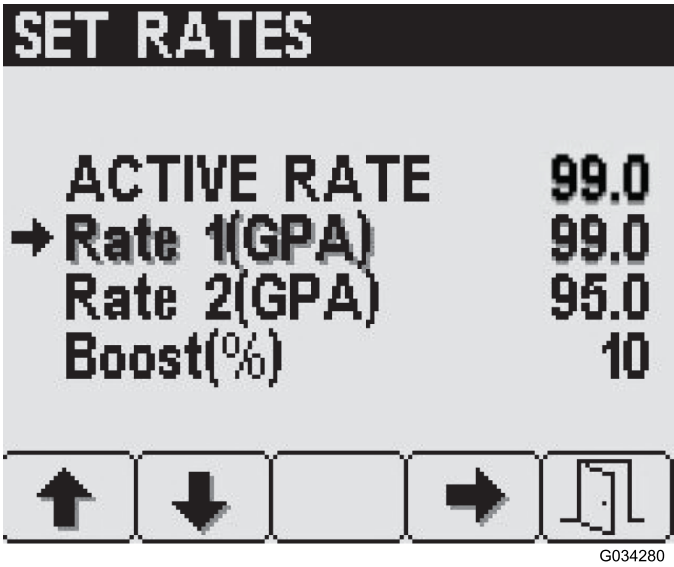 SET RATES
ACTIVE RATE 99.0
Rate 1(GPA) 99.0
Rate 2(GPA) 95.0
Boost(%) 10
G034280